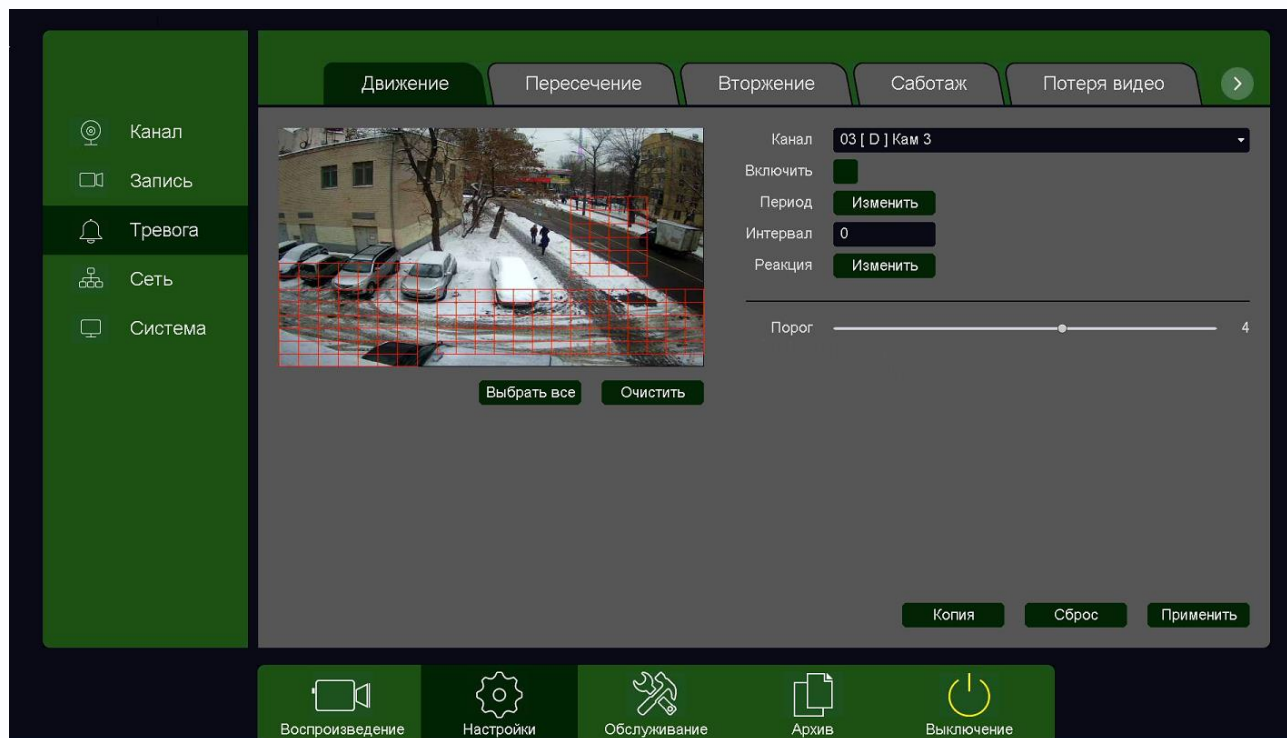 Движение
Пересечение
Вторжение
Саботаж
Потеря видео
Канал
Запись
Тревога
Сеть
Система
Канал 03 [ D ] Кам 3
Включить
Период Изменить
Интервал 0
Реакция Изменить
Порог 4
Выбрать все Очистить
Копия Сброс Применить
Воспроизведение
Настройки
Обслуживание
Архив
Выключение